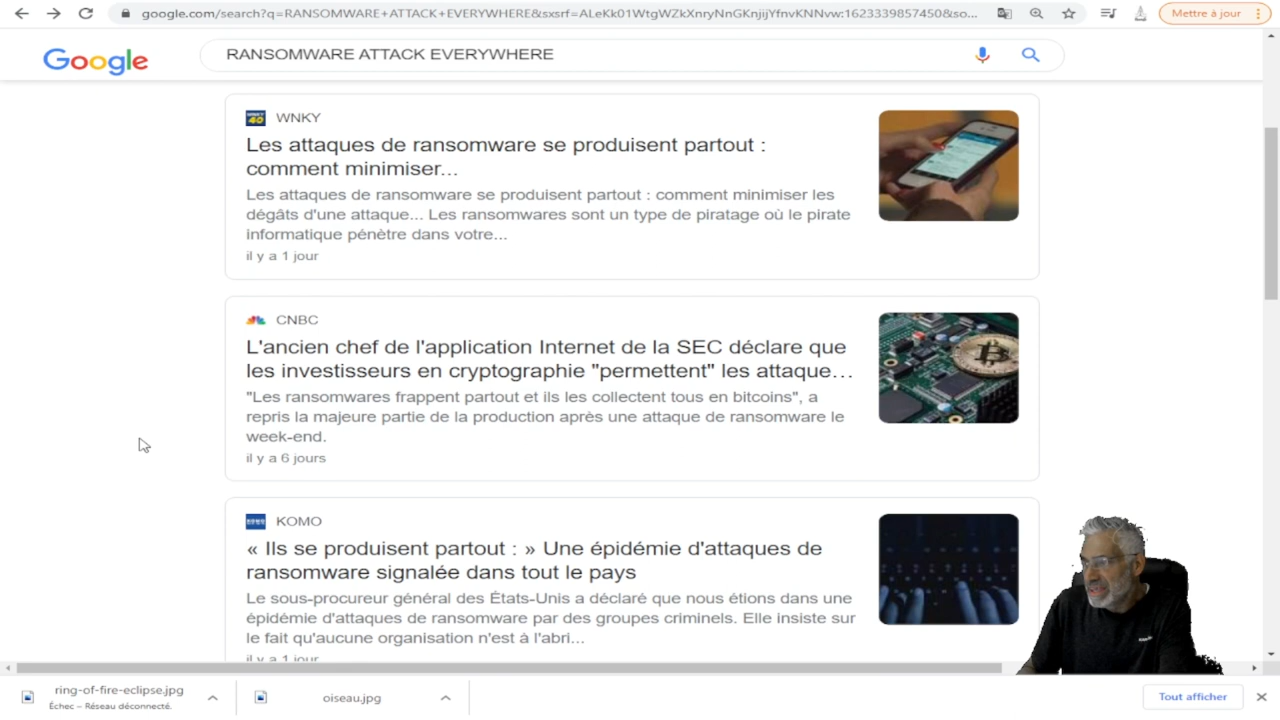 google.com/search?q=RANSOMWARE+ATTACK+EVERYWHERE&sxsrf=ALeKk01WtgWZkXnryNnGKnjijYfnvKNNvw:1623339857450&so...
Mettre à jour
Google
RANSOMWARE ATTACK EVERYWHERE
WNKY
Les attaques de ransomware se produisent partout :
comment minimiser...
Les attaques de ransomware se produisent partout : comment minimiser les
dégâts d'une attaque... Les ransomwares sont un type de piratage où le pirate
informatique pénètre dans votre...
il y a 1 jour
CNBC
L'ancien chef de l'application Internet de la SEC déclare que
les investisseurs en cryptographie "permettent" les attaque...
"Les ransomwares frappent partout et ils les collectent tous en bitcoins", a
repris la majeure partie de la production après une attaque de ransomware le
week-end.
il y a 6 jours
KOMO
« Ils se produisent partout : » Une épidémie d'attaques de
ransomware signalée dans tout le pays
Le sous-procureur général des États-Unis a déclaré que nous étions dans une
épidémie d'attaques de ransomware par des groupes criminels. Elle insiste sur
le fait qu'aucune organisation n'est à l'abri...
il y a 1 jour
ring-of-fire-eclipse.jpg
Échec – Réseau déconnecté.
oiseau.jpg
Tout afficher